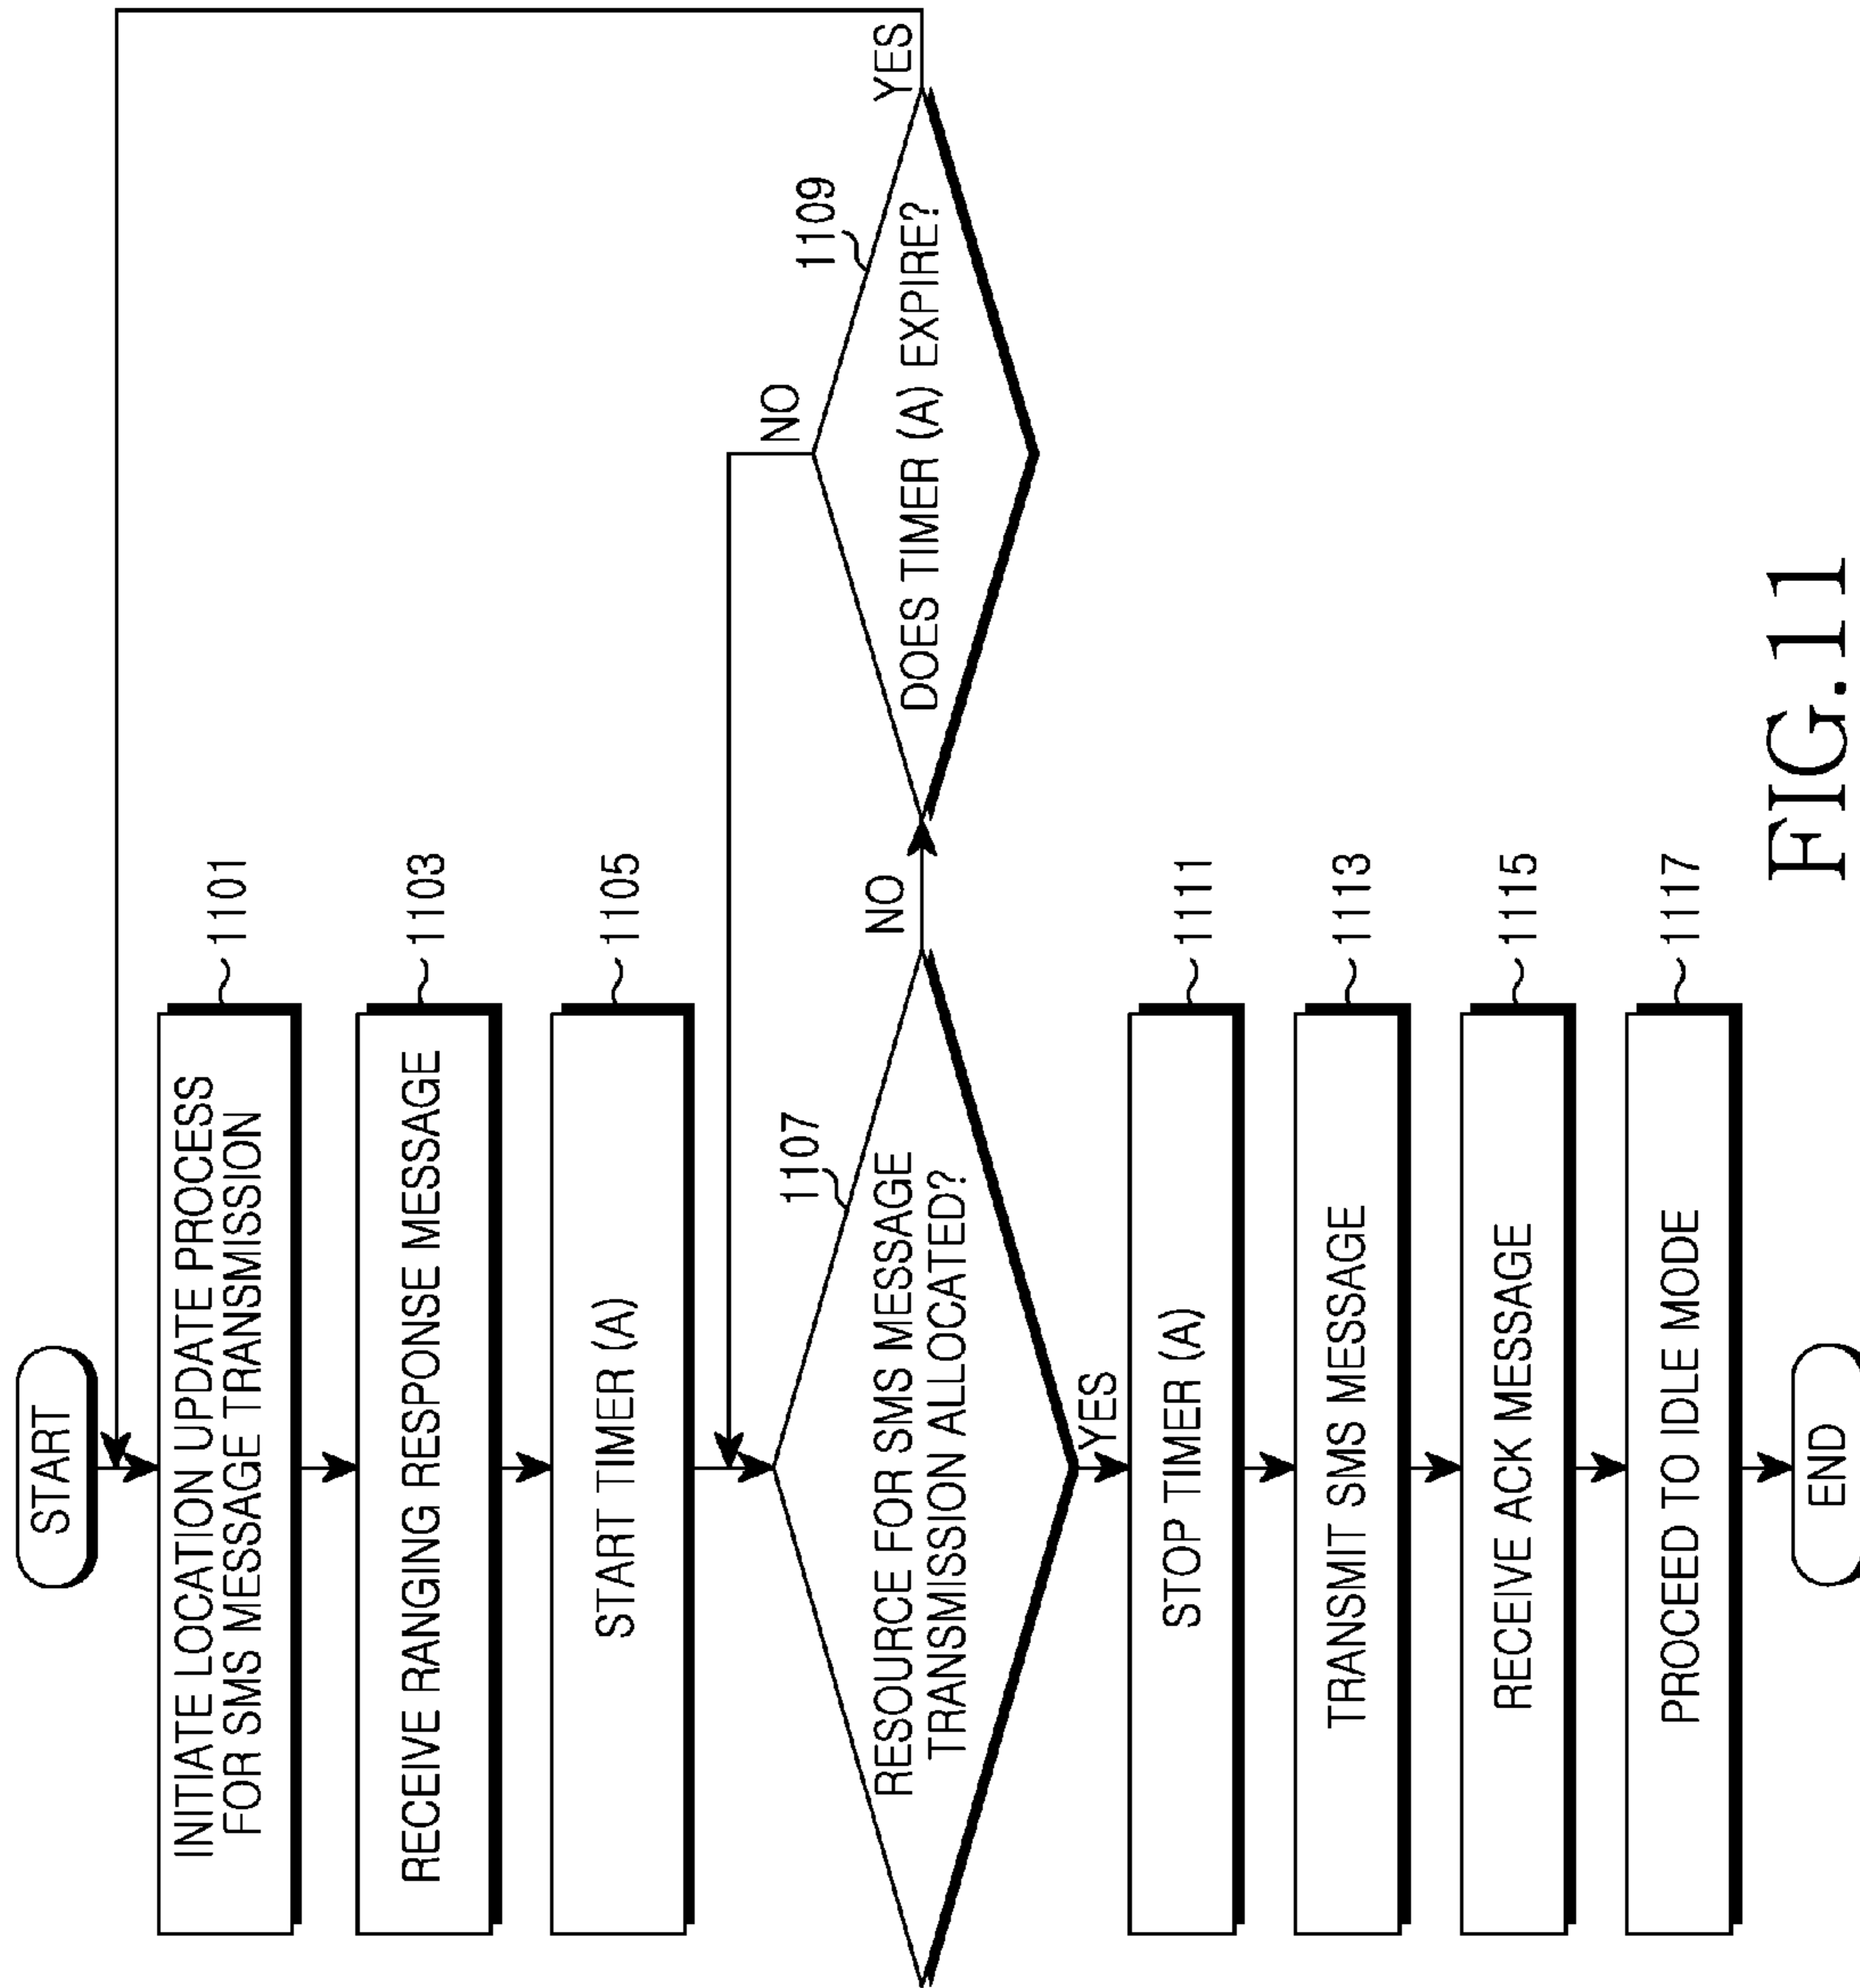 START
INITIATE LOCATION UPDATE PROCESS
FOR SMS MESSAGE TRANSMISSION
1101
RECEIVE RANGING RESPONSE MESSAGE
1103
START TIMER (A)
1105
RESOURCE FOR SMS MESSAGE
TRANSMISSION ALLOCATED?
1107
NO
DOES TIMER (A) EXPIRE?
1109
NO
YES
YES
STOP TIMER (A)
1111
TRANSMIT SMS MESSAGE
1113
RECEIVE ACK MESSAGE
1115
PROCEED TO IDLE MODE
1117
END
FIG.11